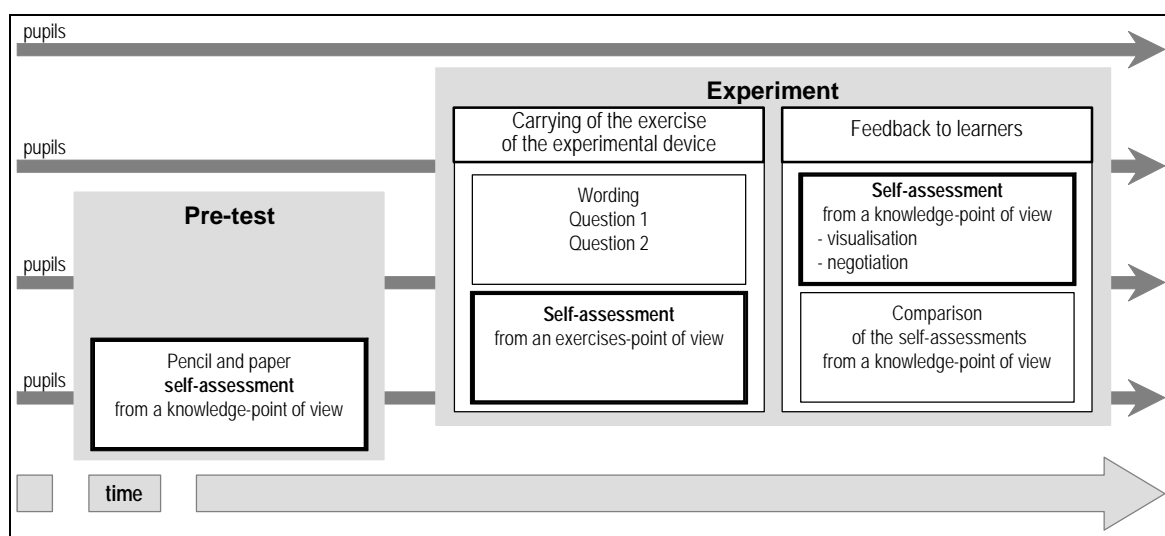 pupils
Experiment
Carrying of the exercise
of the experimental device
Feedback to learners
pupils
Wording
Question 1
Question 2
Self-assessment
from a knowledge-point of view
- visualisation
- negotiation
Pre-test
pupils
Self-assessment
from an exercises-point of view
Comparison
of the self-assessments
from a knowledge-point of view
pupils
Pencil and paper
self-assessment
from a knowledge-point of view
time